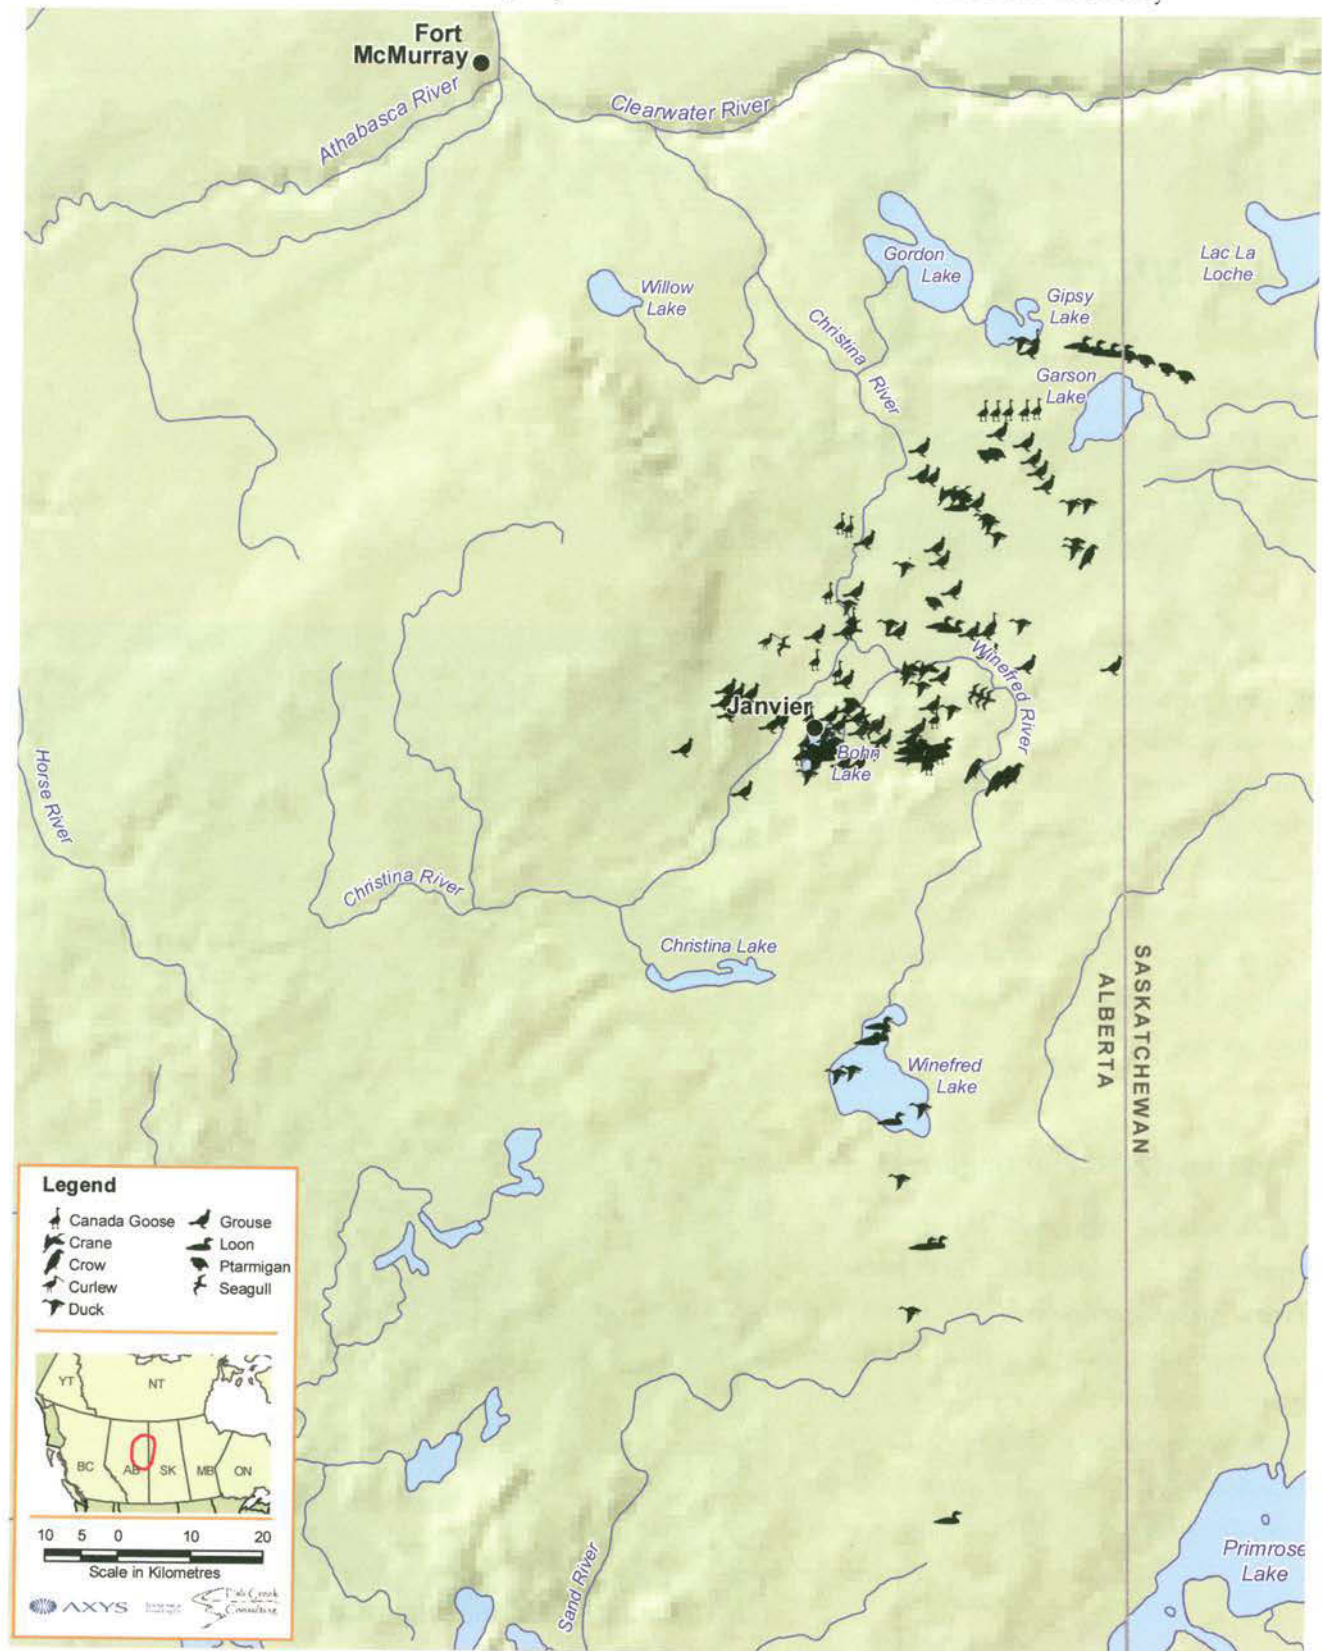 Fort
McMurray
Athabasca River
Clearwater River
Gordon
Lake
Lac La
Loche
Willow
Lake
Gipsy
Lake
Christina
River
Garson
Lake
Winefred River
Janvier
Bohn
Lake
Horse River
Christina River
Christina Lake
SASKATCHEWAN
ALBERTA
Winefred
Lake
Legend
Canada Goose
Grouse
Crane
Loon
Crow
Ptarmigan
Curlew
Seagull
Duck
YT
NT
BC
AB
SK
MB
ON
10 5 0 10 20
Scale in Kilometres
AXYS
Sand River
Primrose
Lake